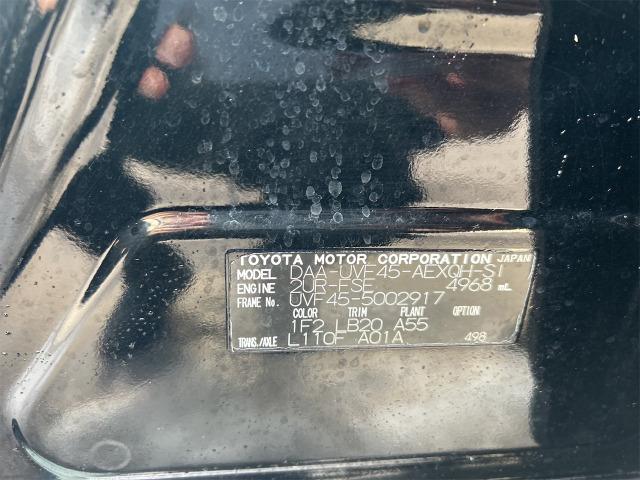 TOYOTA MOTOR CORPORATION JAPAN
MODEL DAA-UVF45-AEXQH-SI
ENGINE 2UR-FSE 4968 mL
FRAME No. UVF45-5002917
COLOR TRIM PLANT OPTION
1F2 LB20 A55
TRANS./AXLE L110F A01A 498